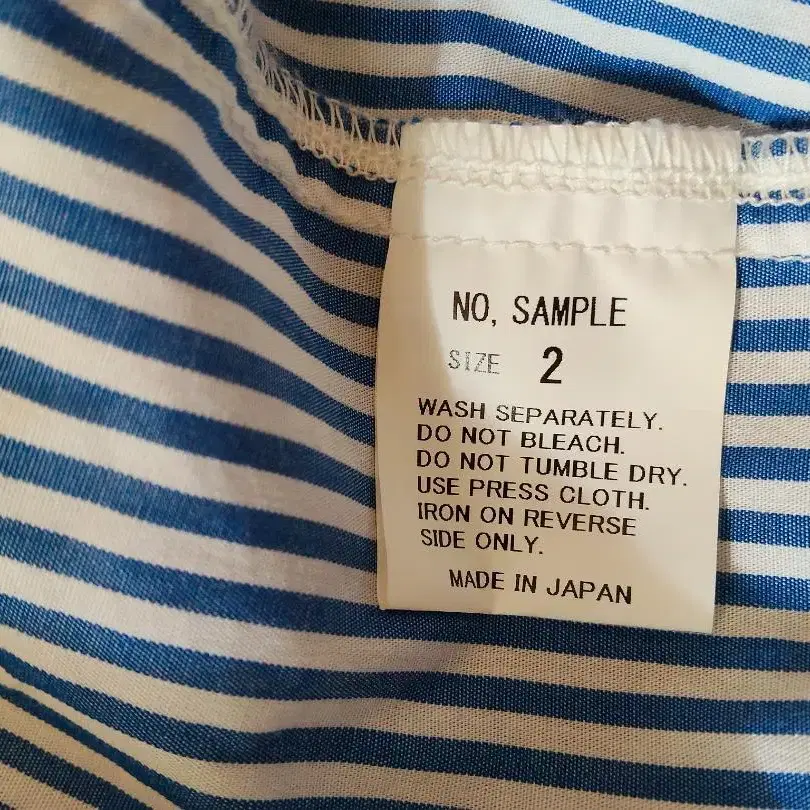 NO, SAMPLE
SIZE 2
WASH SEPARATELY.
DO NOT BLEACH.
DO NOT TUMBLE DRY.
USE PRESS CLOTH.
IRON ON REVERSE
SIDE ONLY.
MADE IN JAPAN